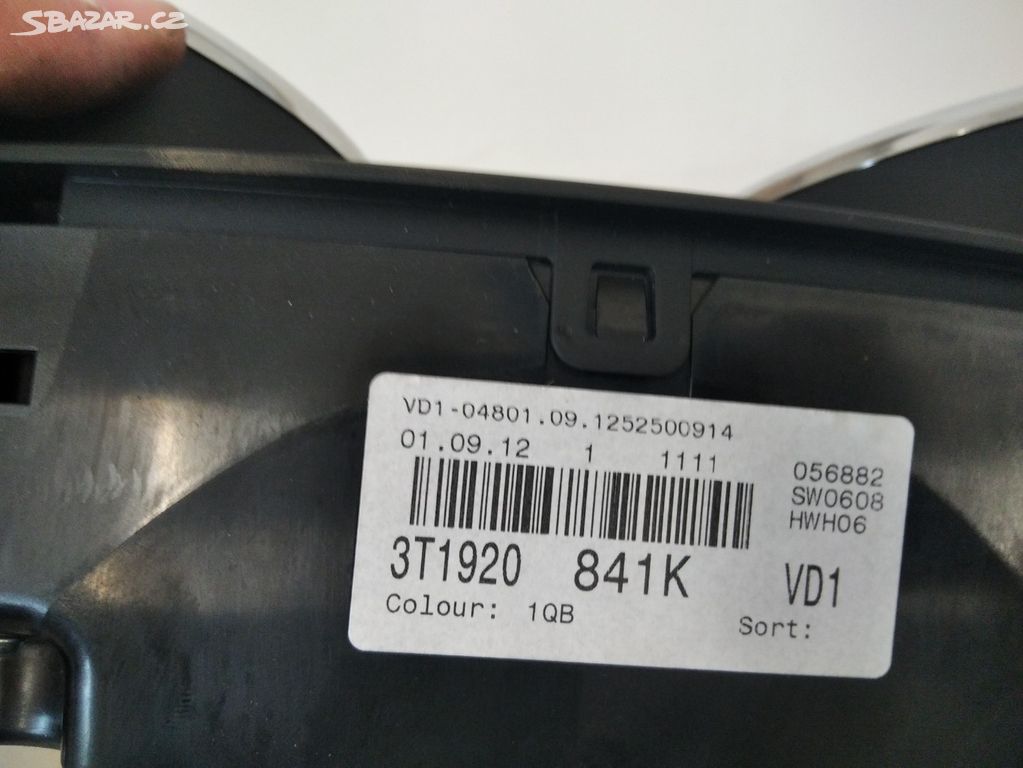 SBAZAR.CZ
VD1-04801.09.1252500914
01.09.12 1 1111
056882
SW0608
HWH06
3T1920 841K VD1
Colour: 1QB
Sort: